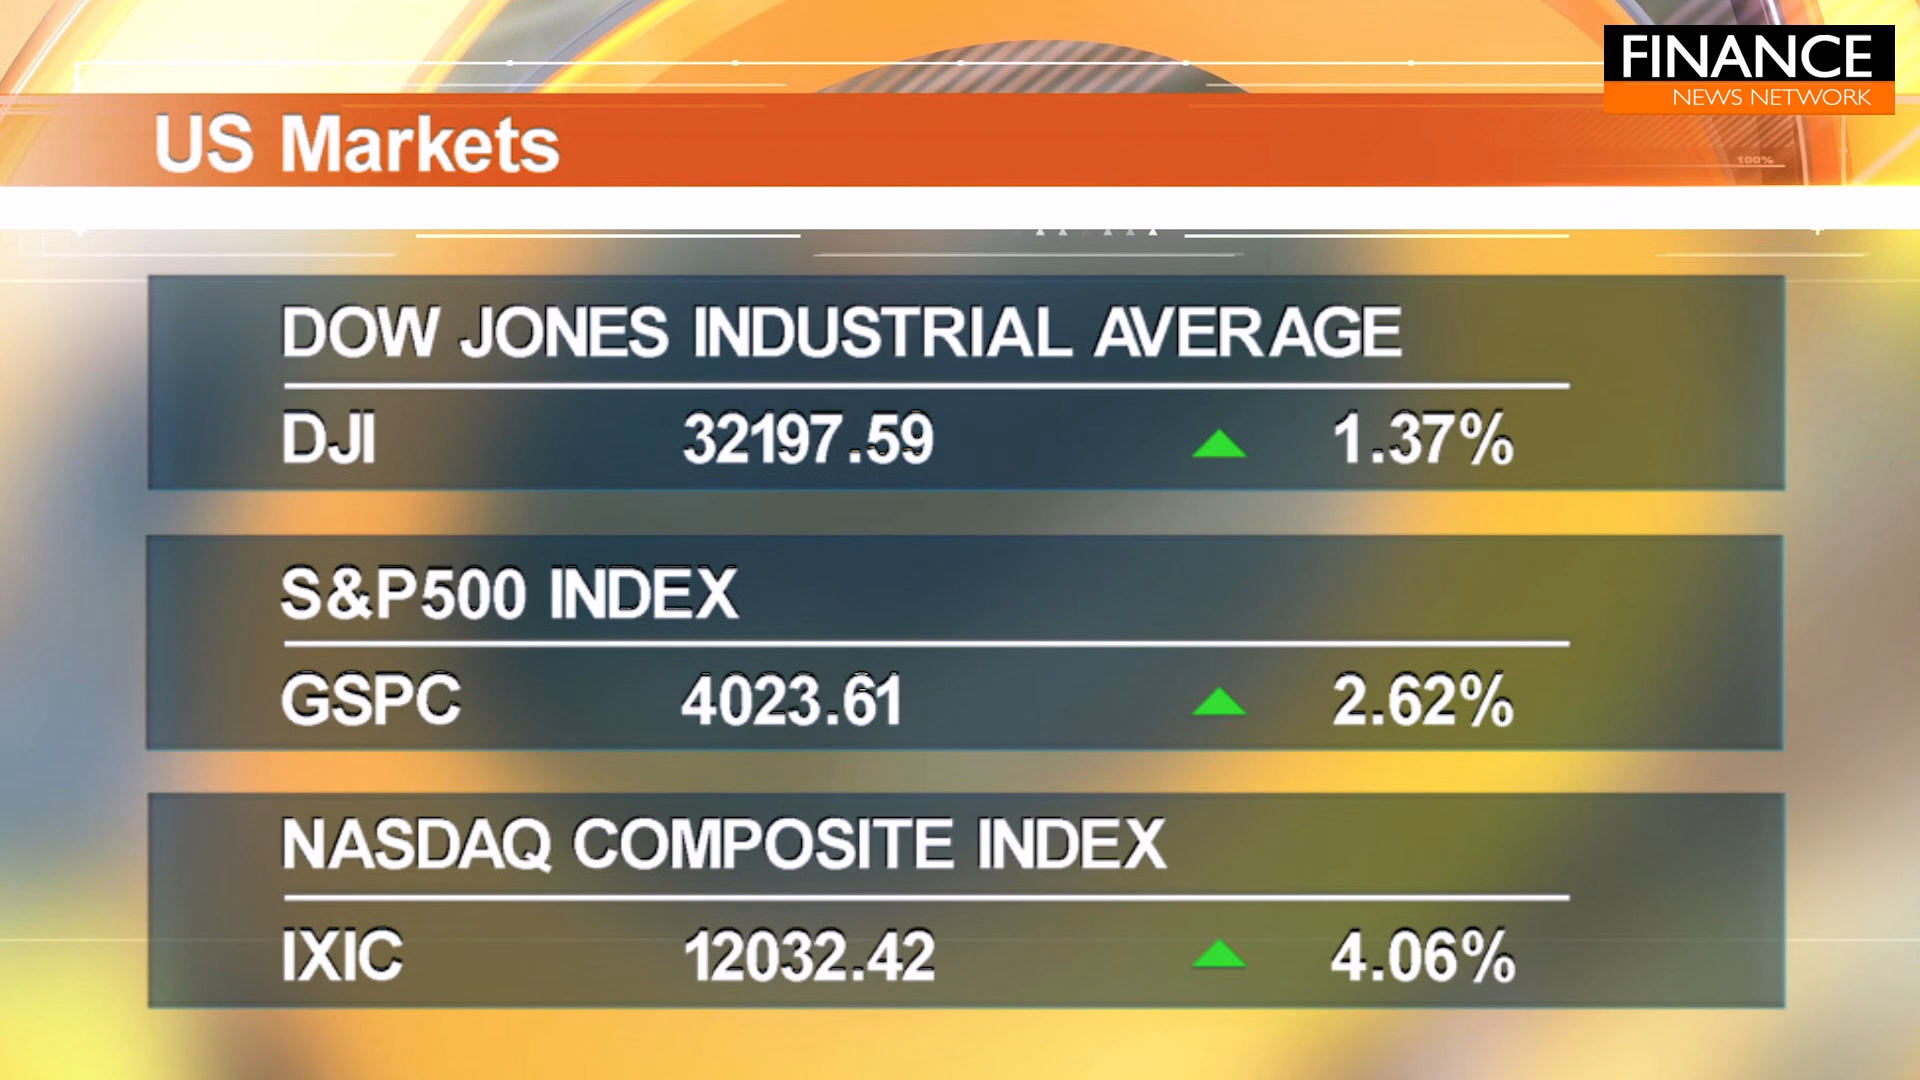 FINANCE
NEWS NETWORK
US Markets
100%
DOW JONES INDUSTRIAL AVERAGE
DJI 32197.59 1.37%
S&P500 INDEX
GSPC 4023.61 2.62%
NASDAQ COMPOSITE INDEX
IXIC 12032.42 4.06%